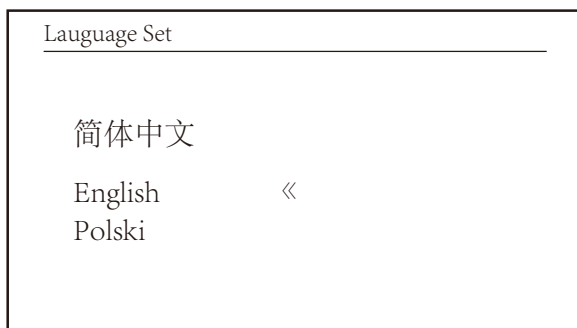 Lauguage Set
简体中文
English 《
Polski